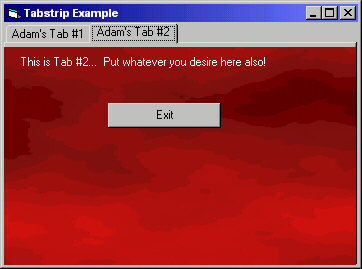 Tabstrip Example
Adam's Tab #1 Adam's Tab #2
This is Tab #2... Put whatever you desire here also!
Exit